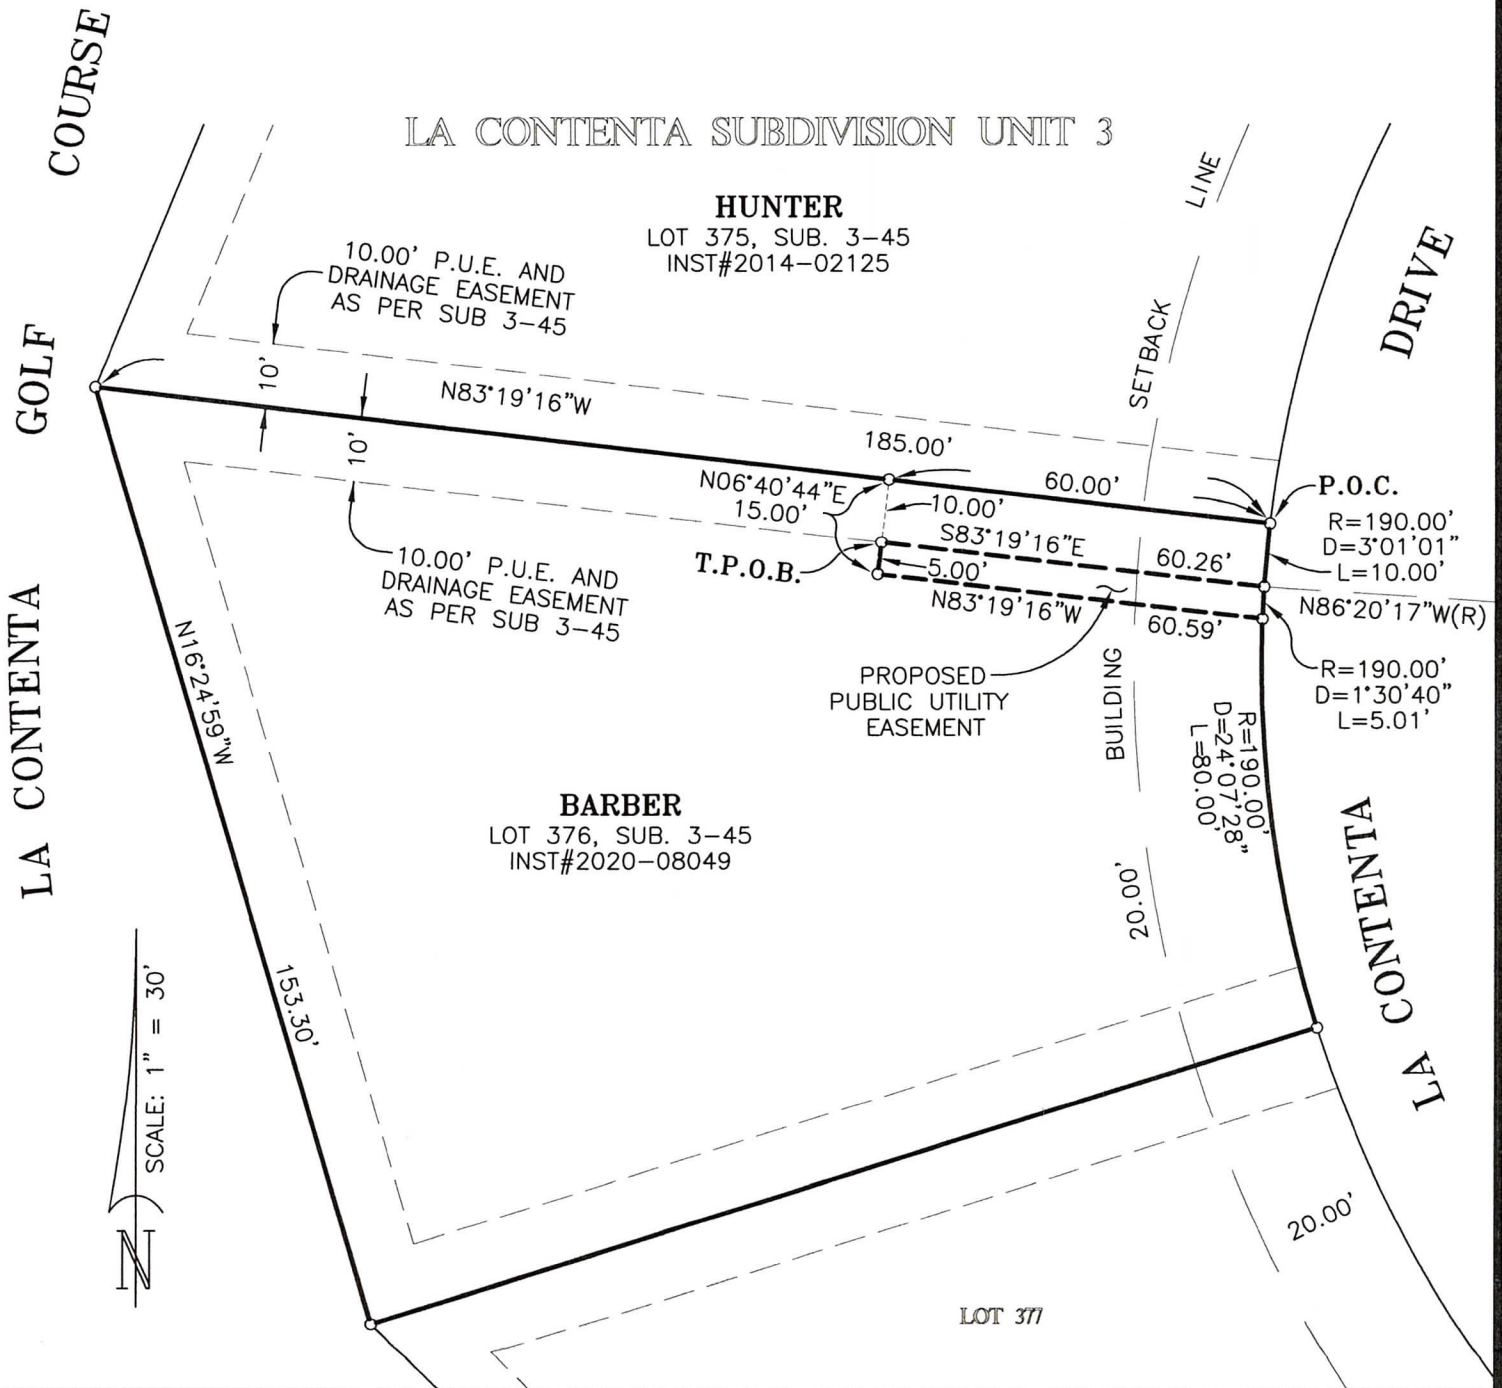 LA CONTENTA GOLF COURSE
LA CONTENTA SUBDIVISION UNIT 3
HUNTER
LOT 375, SUB. 3-45
INST#2014-02125
10.00' P.U.E. AND
DRAINAGE EASEMENT
AS PER SUB 3-45
10'
10'
N83°19'16"W
185.00'
60.00'
N06°40'44"E
15.00'
10.00'
S83°19'16"E
60.26'
T.P.O.B.
5.00'
N83°19'16"W
60.59'
P.O.C.
R=190.00'
D=3°01'01"
L=10.00'
N86°20'17"W(R)
R=190.00'
D=1°30'40"
L=5.01'
10.00' P.U.E. AND
DRAINAGE EASEMENT
AS PER SUB 3-45
PROPOSED
PUBLIC UTILITY
EASEMENT
BUILDING SETBACK LINE
R=190.00'
D=24°07'28"
L=80.00'
N16°24'59"W
153.30'
BARBER
LOT 376, SUB. 3-45
INST#2020-08049
20.00'
LA CONTENTA DRIVE
SCALE: 1" = 30'
N
20.00'
LOT 377